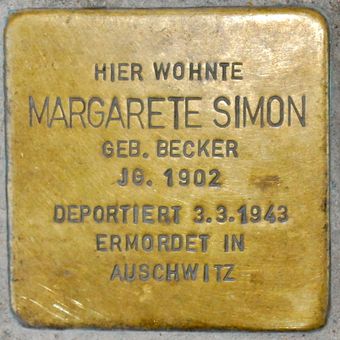 HIER WOHNTE
MARGARETE SIMON
GEB. BECKER
JG. 1902
DEPORTIERT 3.3.1943
ERMORDET IN
AUSCHWITZ